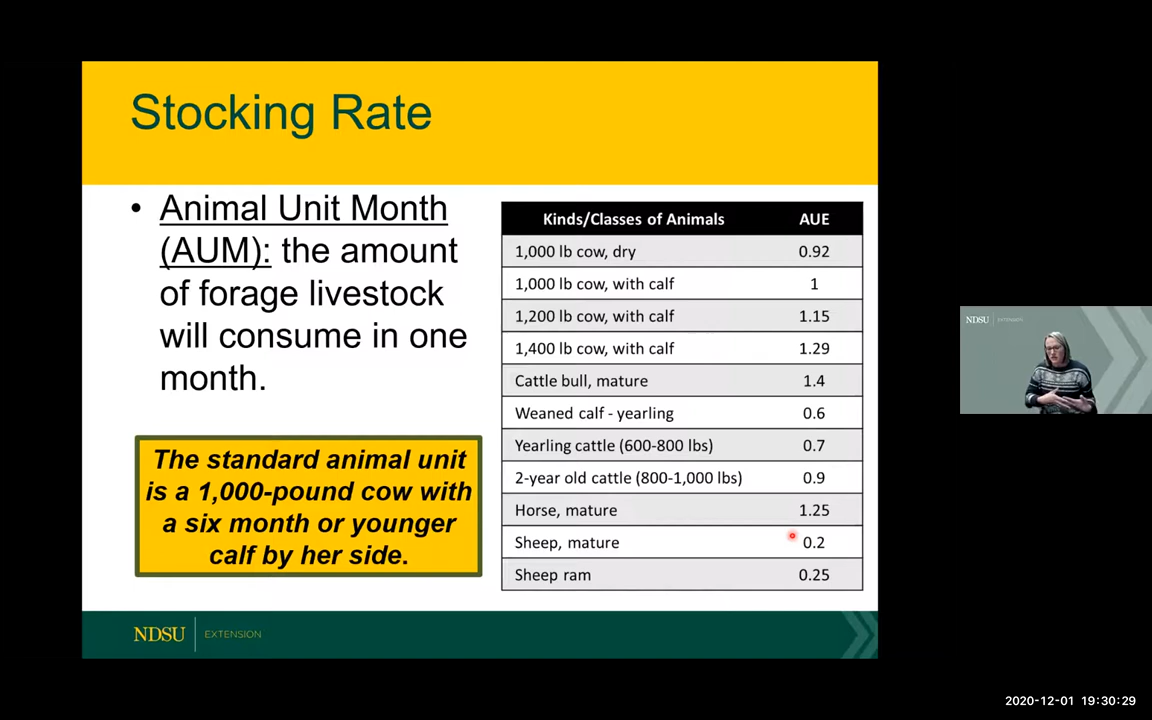 Stocking Rate
• Animal Unit Month
(AUM): the amount
of forage livestock
will consume in one
month.
The standard animal unit
is a 1,000-pound cow with
a six month or younger
calf by her side.
Kinds/Classes of Animals AUE
1,000 lb cow, dry 0.92
1,000 lb cow, with calf 1
1,200 lb cow, with calf 1.15
1,400 lb cow, with calf 1.29
Cattle bull, mature 1.4
Weaned calf - yearling 0.6
Yearling cattle (600-800 lbs) 0.7
2-year old cattle (800-1,000 lbs) 0.9
Horse, mature 1.25
Sheep, mature 0.2
Sheep ram 0.25
NDSU EXTENSION
NDSU EXTENSION
2020-12-01 19:30:29